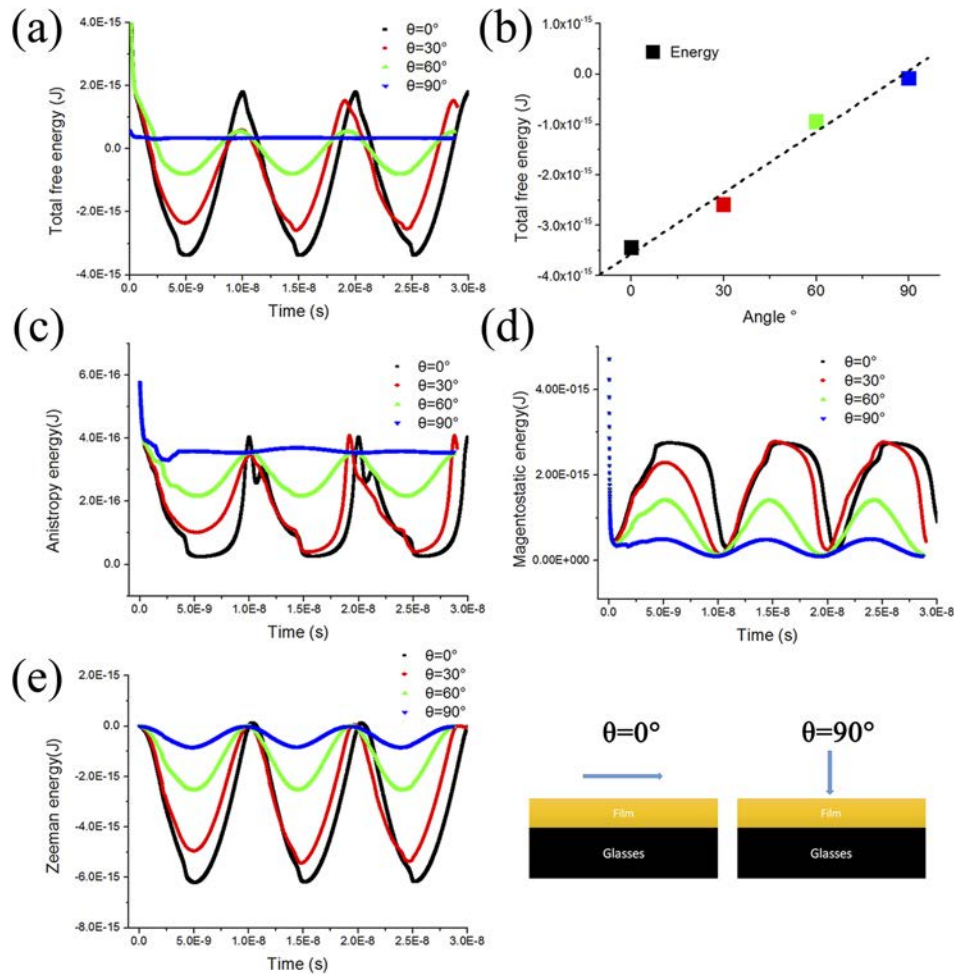 (a)
4.0E-15
2.0E-15
0.0
-2.0E-15
-4.0E-15
Total free energy (J)
θ=0°
θ=30°
θ=60°
θ=90°
0.0 5.0E-9 1.0E-8 1.5E-8 2.0E-8 2.5E-8 3.0E-8
Time (s)
(b)
1.0x10-15
0.0
-1.0x10-15
-2.0x10-15
-3.0x10-15
-4.0x10-15
Total free energy (J)
Energy
0 30 60 90
Angle °
(c)
6.0E-16
4.0E-16
2.0E-16
0.0
Anistropy energy(J)
θ=0°
θ=30°
θ=60°
θ=90°
0.0 5.0E-9 1.0E-8 1.5E-8 2.0E-8 2.5E-8 3.0E-8
Time (s)
(d)
4.00E-015
2.00E-015
0.00E+000
Magentostatic energy(J)
θ=0°
θ=30°
θ=60°
θ=90°
0.0 5.0E-9 1.0E-8 1.5E-8 2.0E-8 2.5E-8 3.0E-8
Time (s)
(e)
2.0E-15
0.0
-2.0E-15
-4.0E-15
-6.0E-15
-8.0E-15
Zeeman energy(J)
θ=0°
θ=30°
θ=60°
θ=90°
0.0 5.0E-9 1.0E-8 1.5E-8 2.0E-8 2.5E-8 3.0E-8
Time (s)
θ=0° θ=90°
Film Film
Glasses Glasses